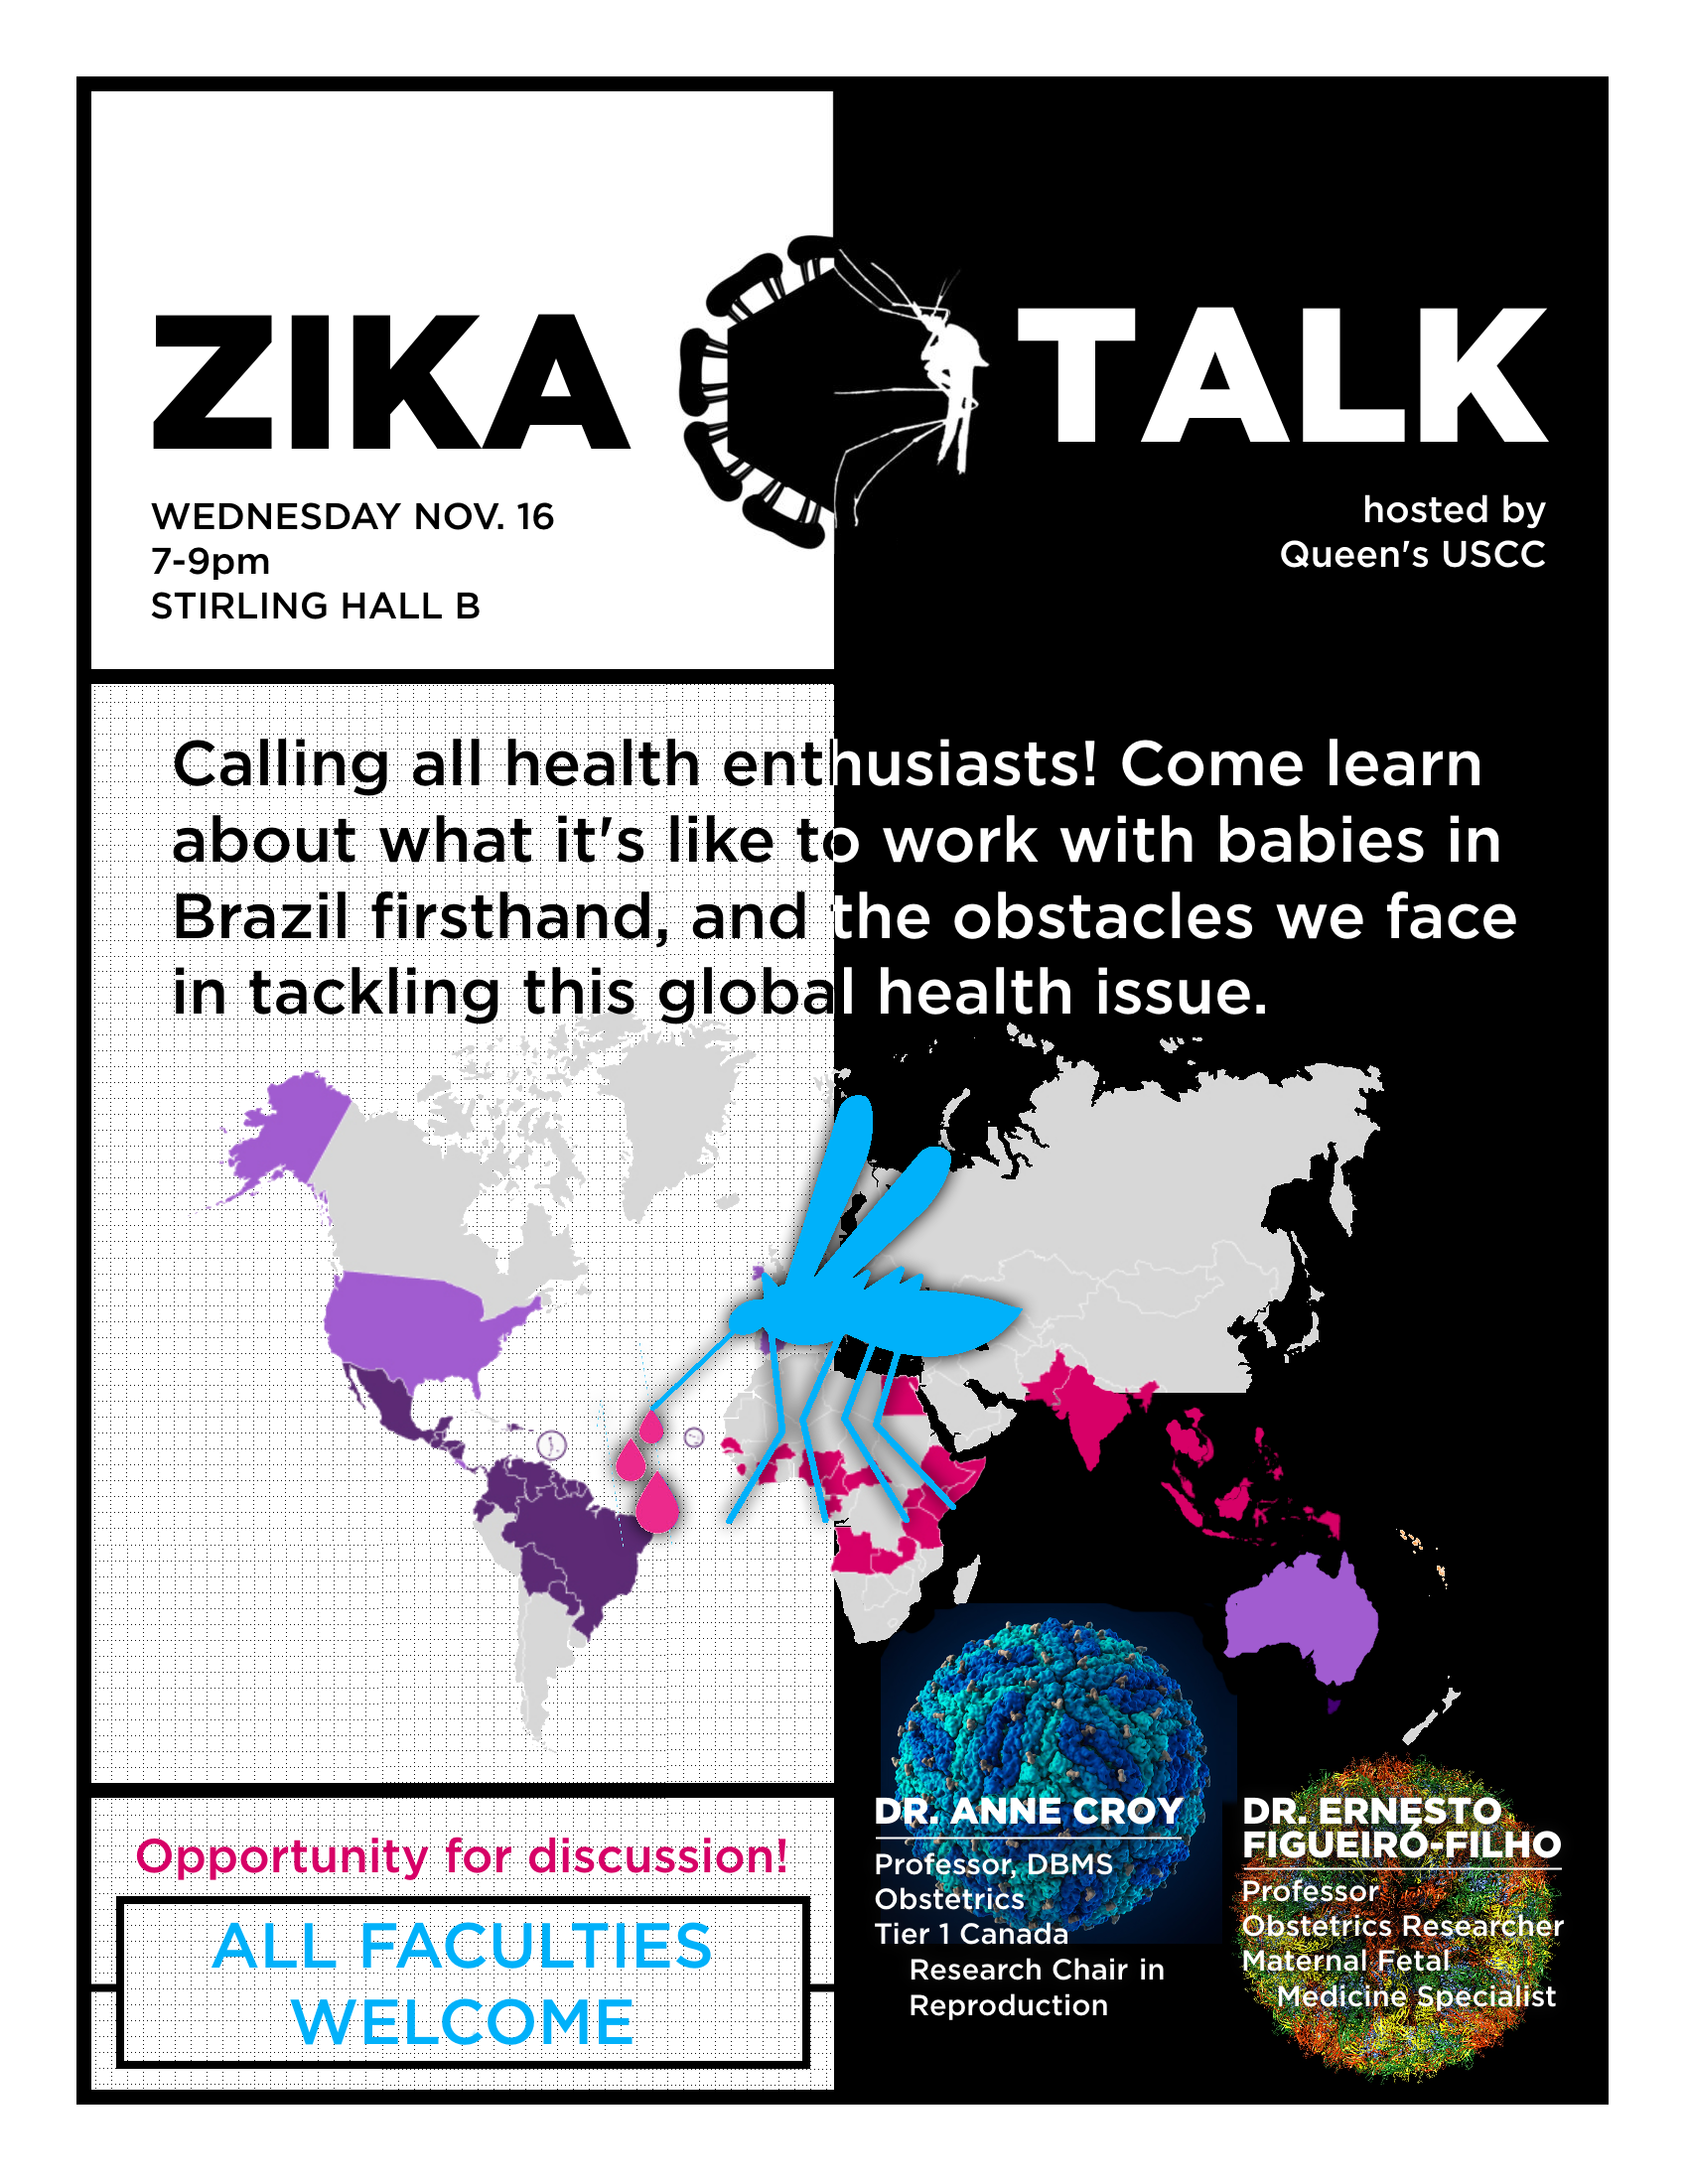 ZIKA TALK
WEDNESDAY NOV. 16
7-9pm
STIRLING HALL B
hosted by
Queen's USCC
Calling all health enthusiasts! Come learn
about what it's like to work with babies in
Brazil firsthand, and the obstacles we face
in tackling this global health issue.
Opportunity for discussion!
ALL FACULTIES
WELCOME
DR. ANNE CROY
Professor, DBMS
Obstetrics
Tier 1 Canada
Research Chair in
Reproduction
DR. ERNESTO
FIGUEIRÓ-FILHO
Professor
Obstetrics Researcher
Maternal Fetal
Medicine Specialist